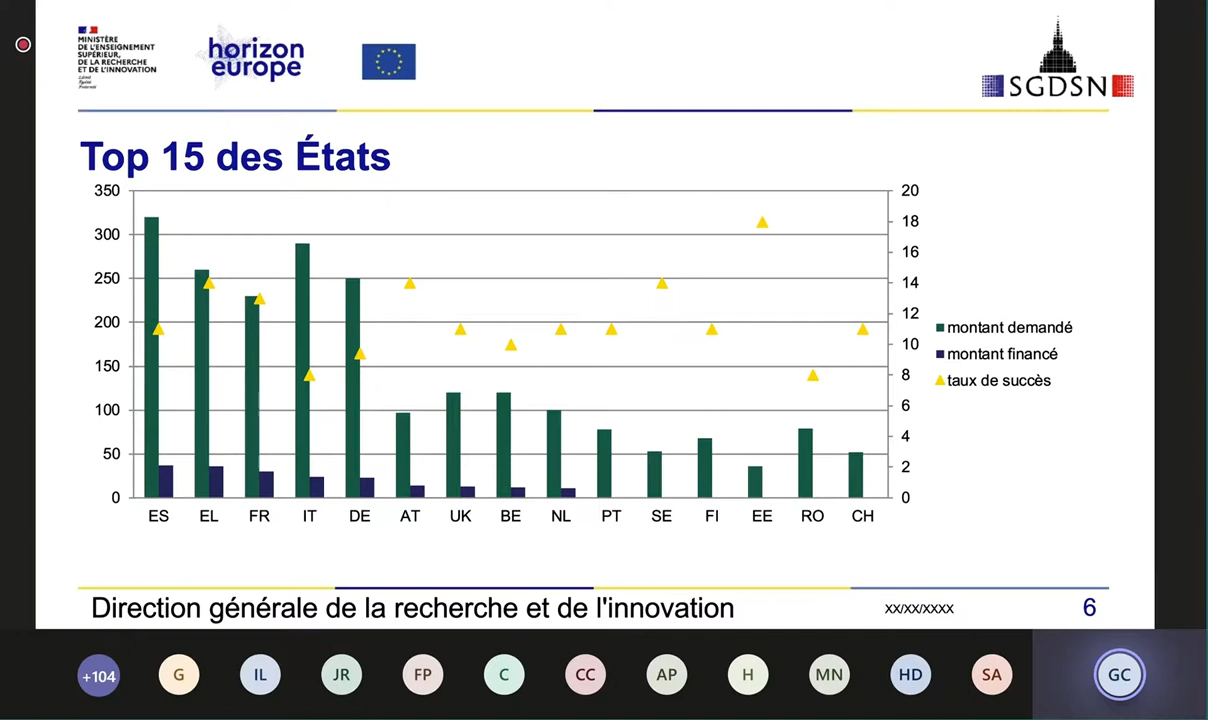 MINISTÈRE
DE L'ENSEIGNEMENT
SUPÉRIEUR,
DE LA RECHERCHE
ET DE L'INNOVATION
Liberté
Égalité
Fraternité
horizon
europe
SGDSN
Top 15 des États
350
300
250
200
150
100
50
0
20
18
16
14
12
10
8
6
4
2
0
montant demandé
montant financé
taux de succès
ES EL FR IT DE AT UK BE NL PT SE FI EE RO CH
Direction générale de la recherche et de l'innovation
xx/xx/xxxx
6
+104 G IL JR FP C CC AP H MN HD SA GC